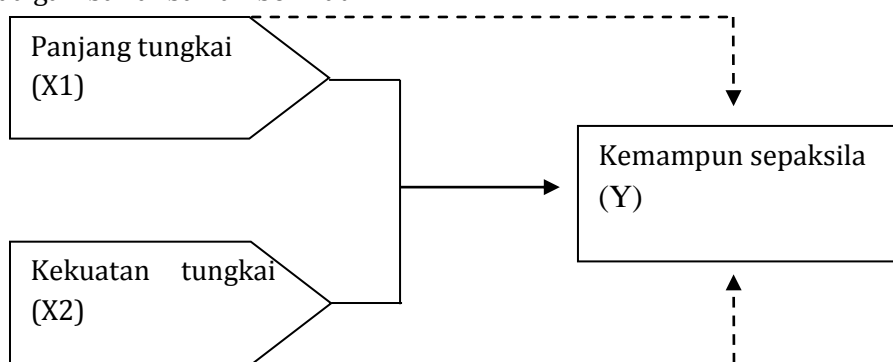 Panjang tungkai
(X1)
Kemampun sepaksila
(Y)
Kekuatan tungkai
(X2)